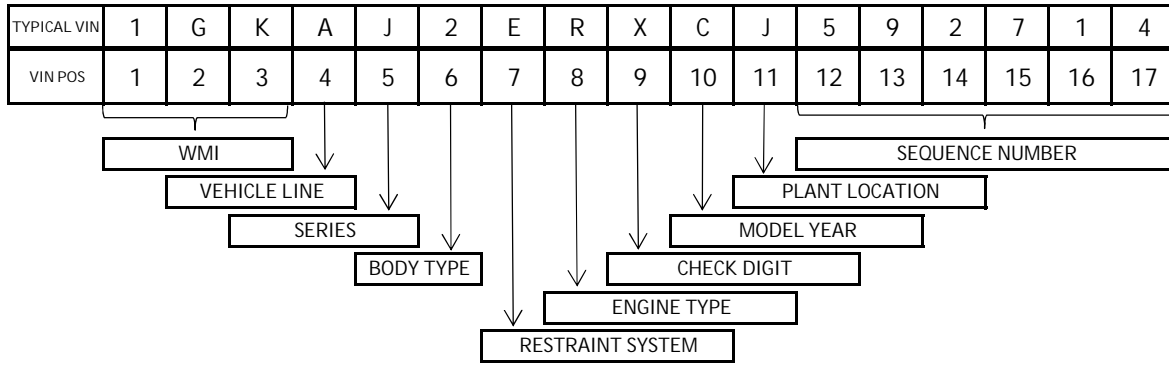 TYPICAL VIN 1 G K A J 2 E R X C J 5 9 2 7 1 4
VIN POS 1 2 3 4 5 6 7 8 9 10 11 12 13 14 15 16 17
WMI SEQUENCE NUMBER
VEHICLE LINE PLANT LOCATION
SERIES MODEL YEAR
BODY TYPE CHECK DIGIT
ENGINE TYPE
RESTRAINT SYSTEM